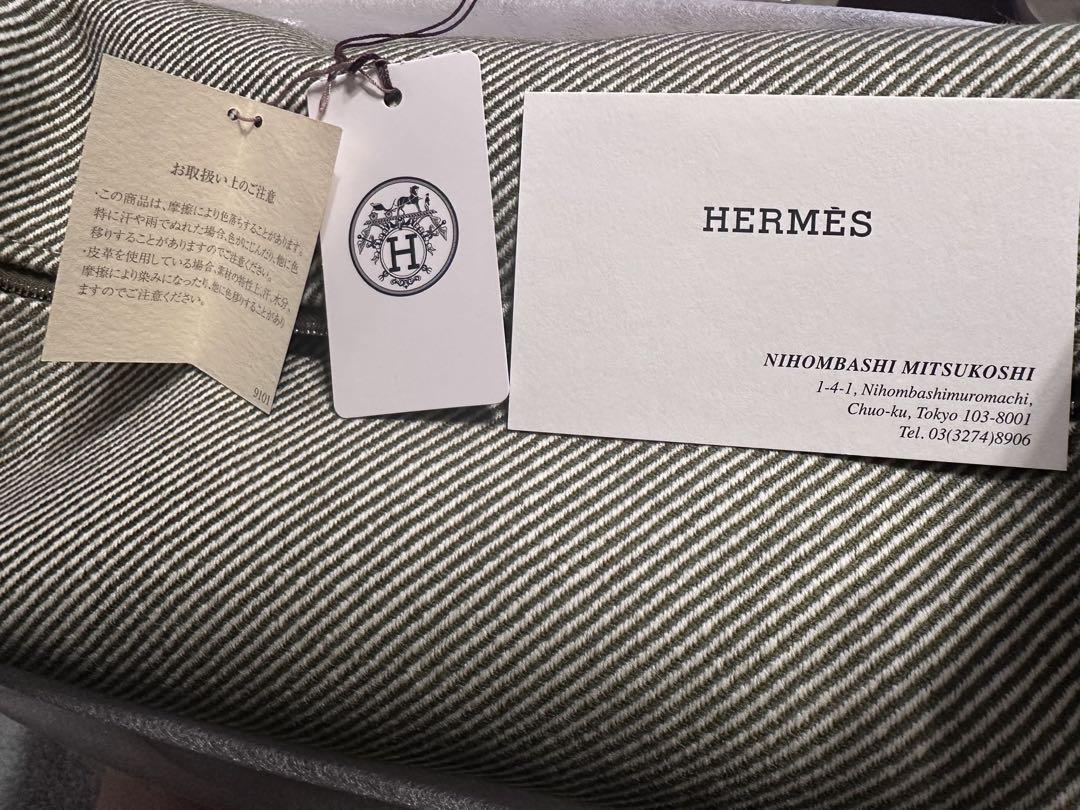 お取扱い上のご注意
・この商品は、摩擦により色落ちすることがあります。
特に汗や雨でぬれた場合、色がにじんだり、他に色
移りすることがありますのでご注意ください。
・皮革を使用している場合、素材の特性上、汗、水分、
摩擦により染みになったり、他に色移りすることがあり
ますのでご注意ください。
9101
H
HERMÈS
NIHOMBASHI MITSUKOSHI
1-4-1, Nihombashimuromachi,
Chuo-ku, Tokyo 103-8001
Tel. 03(3274)8906